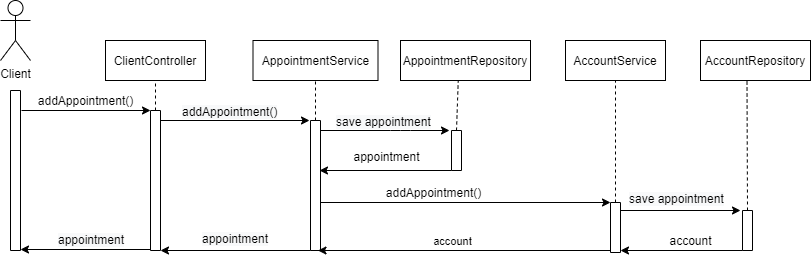 Client
ClientController
AppointmentService
AppointmentRepository
AccountService
AccountRepository
addAppointment()
addAppointment()
save appointment
appointment
addAppointment()
save appointment
appointment
appointment
account
account